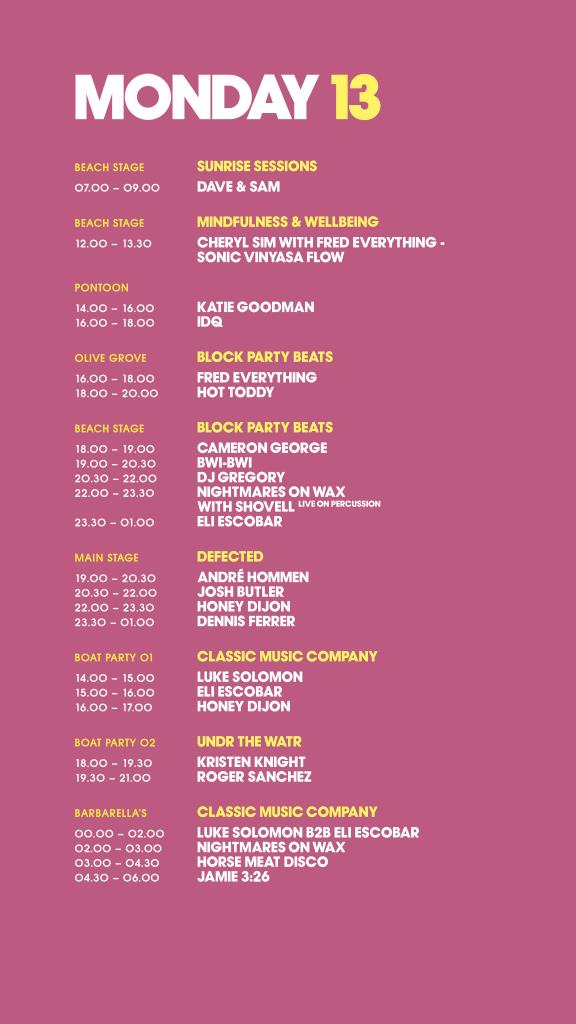 MONDAY 13
BEACH STAGE SUNRISE SESSIONS
07.00 – 09.00 DAVE & SAM
BEACH STAGE MINDFULNESS & WELLBEING
12.00 – 13.30 CHERYL SIM WITH FRED EVERYTHING -
SONIC VINYASA FLOW
PONTOON
14.00 – 16.00 KATIE GOODMAN
16.00 – 18.00 IDQ
OLIVE GROVE BLOCK PARTY BEATS
16.00 – 18.00 FRED EVERYTHING
18.00 – 20.00 HOT TODDY
BEACH STAGE BLOCK PARTY BEATS
18.00 – 19.00 CAMERON GEORGE
19.00 – 20.30 BWI-BWI
20.30 – 22.00 DJ GREGORY
22.00 – 23.30 NIGHTMARES ON WAX
WITH SHOVELL LIVE ON PERCUSSION
23.30 – 01.00 ELI ESCOBAR
MAIN STAGE DEFECTED
19.00 – 20.30 ANDRÉ HOMMEN
20.30 – 22.00 JOSH BUTLER
22.00 – 23.30 HONEY DIJON
23.30 – 01.00 DENNIS FERRER
BOAT PARTY 01 CLASSIC MUSIC COMPANY
14.00 – 15.00 LUKE SOLOMON
15.00 – 16.00 ELI ESCOBAR
16.00 – 17.00 HONEY DIJON
BOAT PARTY 02 UNDR THE WATR
18.00 – 19.30 KRISTEN KNIGHT
19.30 – 21.00 ROGER SANCHEZ
BARBARELLA'S CLASSIC MUSIC COMPANY
00.00 – 02.00 LUKE SOLOMON B2B ELI ESCOBAR
02.00 – 03.00 NIGHTMARES ON WAX
03.00 – 04.30 HORSE MEAT DISCO
04.30 – 06.00 JAMIE 3:26